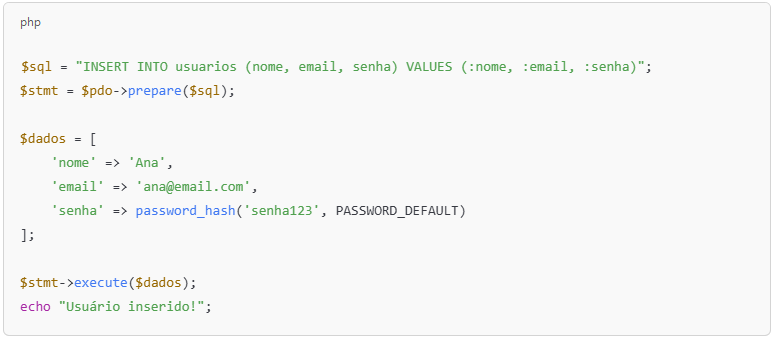 php
$sql = "INSERT INTO usuarios (nome, email, senha) VALUES (:nome, :email, :senha)";
$stmt = $pdo->prepare($sql);
$dados = [
    'nome' => 'Ana',
    'email' => 'ana@email.com',
    'senha' => password_hash('senha123', PASSWORD_DEFAULT)
];
$stmt->execute($dados);
echo "Usuário inserido!";